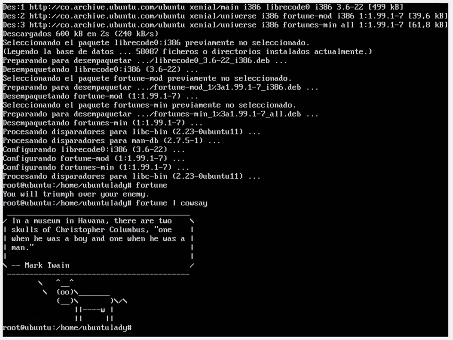 Des:1 http://co.archive.ubuntu.com/ubuntu xenial/main i386 librecode0 i386 3.6-22 [499 kB]
Des:2 http://co.archive.ubuntu.com/ubuntu xenial/universe i386 fortune-mod i386 1:1.99.1-7 [39,6 kB]
Des:3 http://co.archive.ubuntu.com/ubuntu xenial/universe i386 fortunes-min all 1:1.99.1-7 [61,8 kB]
Descargados 600 kB en 2s (240 kB/s)
Seleccionando el paquete librecode0:i386 previamente no seleccionado.
(Leyendo la base de datos ... 58087 ficheros o directorios instalados actualmente.)
Preparando para desempaquetar .../librecode0_3.6-22_i386.deb ...
Desempaquetando librecode0:i386 (3.6-22) ...
Seleccionando el paquete fortune-mod previamente no seleccionado.
Preparando para desempaquetar .../fortune-mod_1%3a1.99.1-7_i386.deb ...
Desempaquetando fortune-mod (1:1.99.1-7) ...
Seleccionando el paquete fortunes-min previamente no seleccionado.
Preparando para desempaquetar .../fortunes-min_1%3a1.99.1-7_all.deb ...
Desempaquetando fortunes-min (1:1.99.1-7) ...
Procesando disparadores para libc-bin (2.23-0ubuntu11) ...
Procesando disparadores para man-db (2.7.5-1) ...
Configurando librecode0:i386 (3.6-22) ...
Configurando fortune-mod (1:1.99.1-7) ...
Configurando fortunes-min (1:1.99.1-7) ...
Procesando disparadores para libc-bin (2.23-0ubuntu11) ...
root@ubuntu:/home/ubuntulady# fortune
You will triumph over your enemy.
root@ubuntu:/home/ubuntulady# fortune | cowsay
 _________________________________________
/ In a museum in Havana, there are two    \
| skulls of Christopher Columbus, "one    |
| when he was a boy and one when he was a |
| man."                                   |
|                                         |
\ -- Mark Twain                           /
 -----------------------------------------
        \   ^__^
         \  (oo)\_______
            (__)\       )\/\
                ||----w |
                ||     ||
root@ubuntu:/home/ubuntulady#